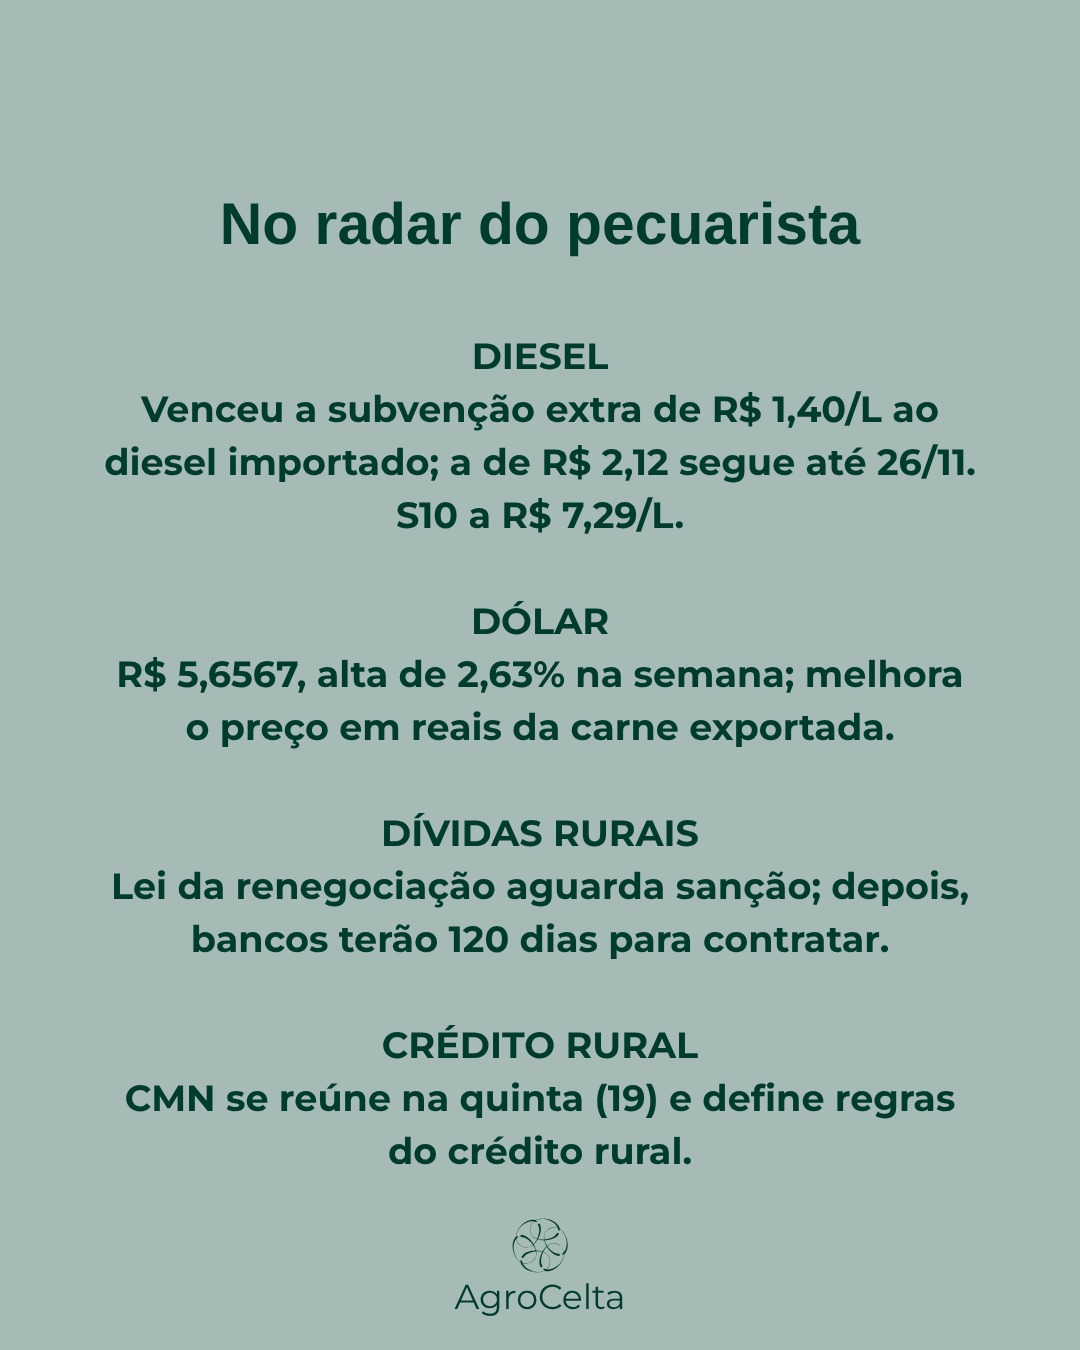 No radar do pecuarista
DIESEL
Venceu a subvenção extra de R$ 1,40/L ao
diesel importado; a de R$ 2,12 segue até 26/11.
S10 a R$ 7,29/L.
DÓLAR
R$ 5,6567, alta de 2,63% na semana; melhora
o preço em reais da carne exportada.
DÍVIDAS RURAIS
Lei da renegociação aguarda sanção; depois,
bancos terão 120 dias para contratar.
CRÉDITO RURAL
CMN se reúne na quinta (19) e define regras
do crédito rural.
AgroCelta